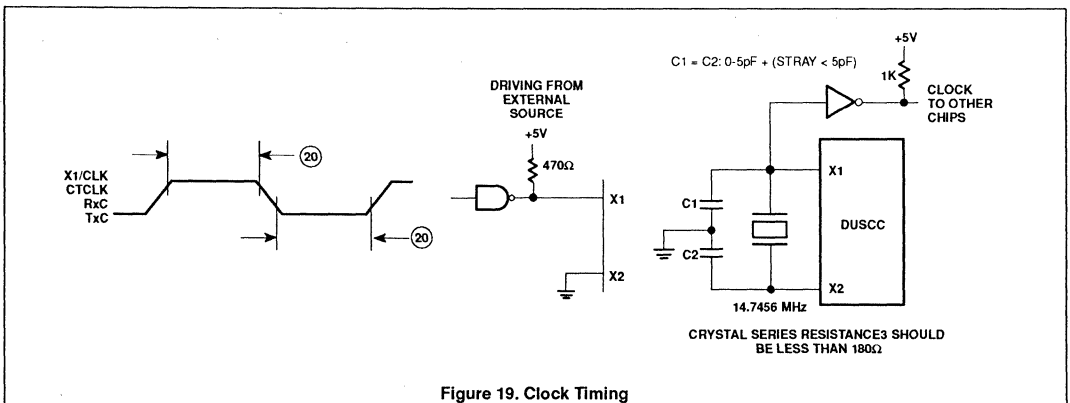 X1/CLK
CTCLK
RxC
TxC
20
20
DRIVING FROM
EXTERNAL
SOURCE
+5V
470Ω
X1
X2
C1 = C2: 0-5pF + (STRAY < 5pF)
+5V
1K
CLOCK
TO OTHER
CHIPS
X1
C1
DUSCC
C2
X2
14.7456 MHz
CRYSTAL SERIES RESISTANCE3 SHOULD
BE LESS THAN 180Ω
Figure 19. Clock Timing